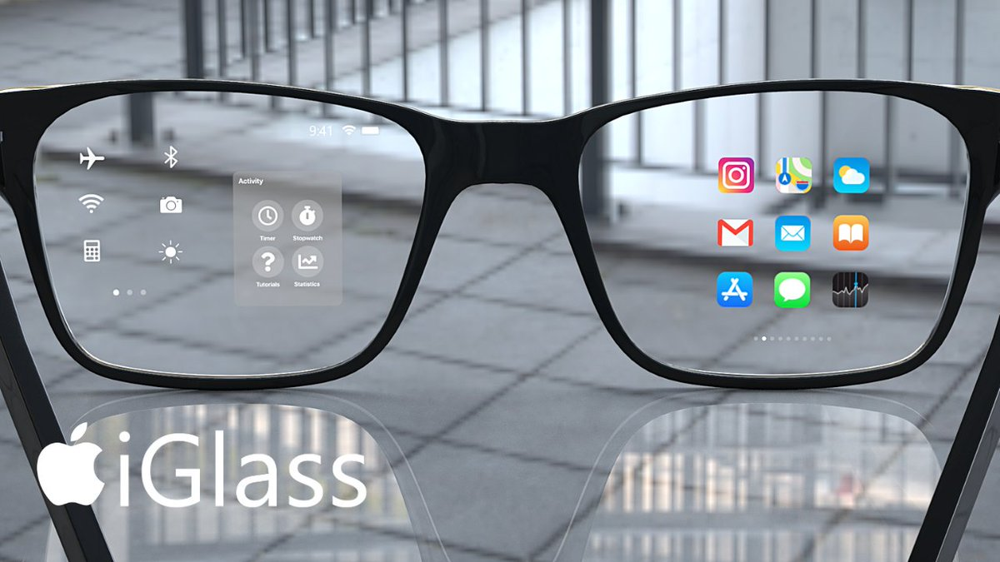 9:41
Activity
Timer
Stopwatch
Tutorials
Statistics
iGlass